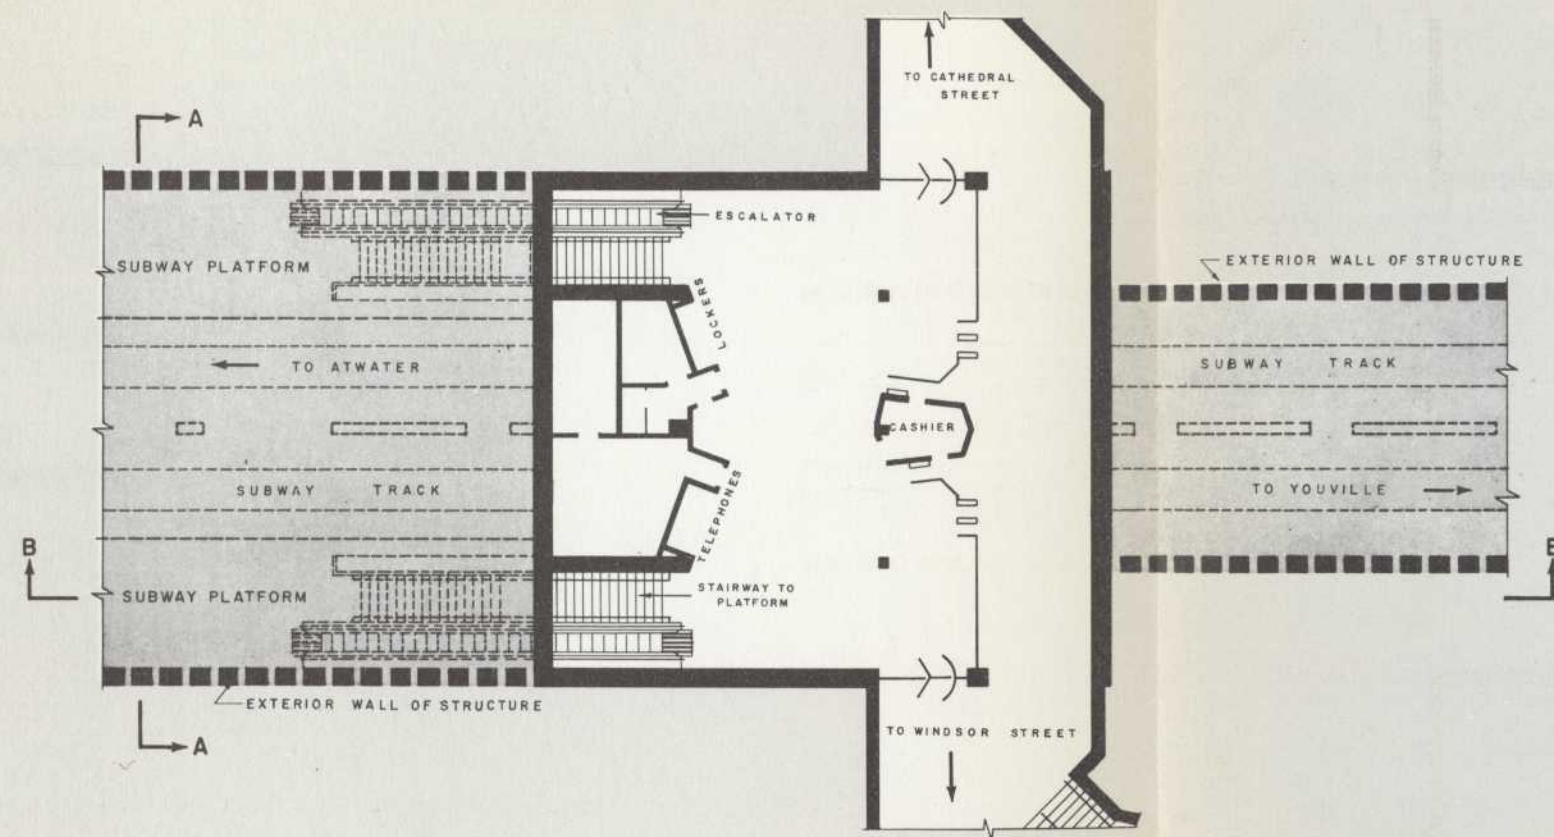 TO CATHEDRAL
STREET
A
ESCALATOR
SUBWAY PLATFORM
EXTERIOR WALL OF STRUCTURE
LOCKERS
TO ATWATER
SUBWAY TRACK
CASHIER
SUBWAY TRACK
TO YOUVILLE
TELEPHONES
B
B
SUBWAY PLATFORM
STAIRWAY TO
PLATFORM
EXTERIOR WALL OF STRUCTURE
TO WINDSOR STREET
A